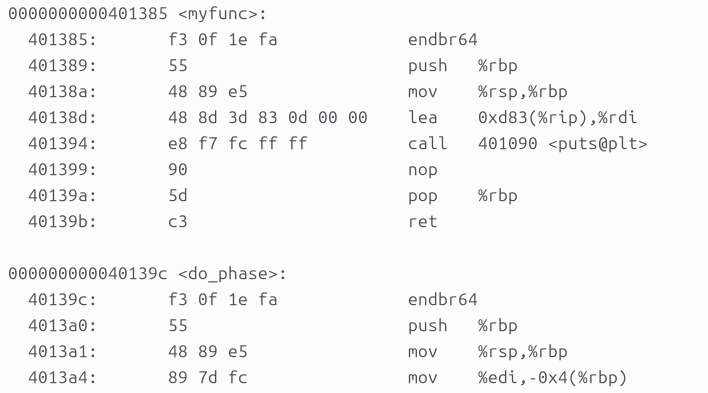 0000000000401385 <myfunc>:
401385: f3 0f 1e fa endbr64
401389: 55 push %rbp
40138a: 48 89 e5 mov %rsp,%rbp
40138d: 48 8d 3d 83 0d 00 00 lea 0xd83(%rip),%rdi
401394: e8 f7 fc ff ff call 401090 <puts@plt>
401399: 90 nop
40139a: 5d pop %rbp
40139b: c3 ret
000000000040139c <do_phase>:
40139c: f3 0f 1e fa endbr64
4013a0: 55 push %rbp
4013a1: 48 89 e5 mov %rsp,%rbp
4013a4: 89 7d fc mov %edi,-0x4(%rbp)